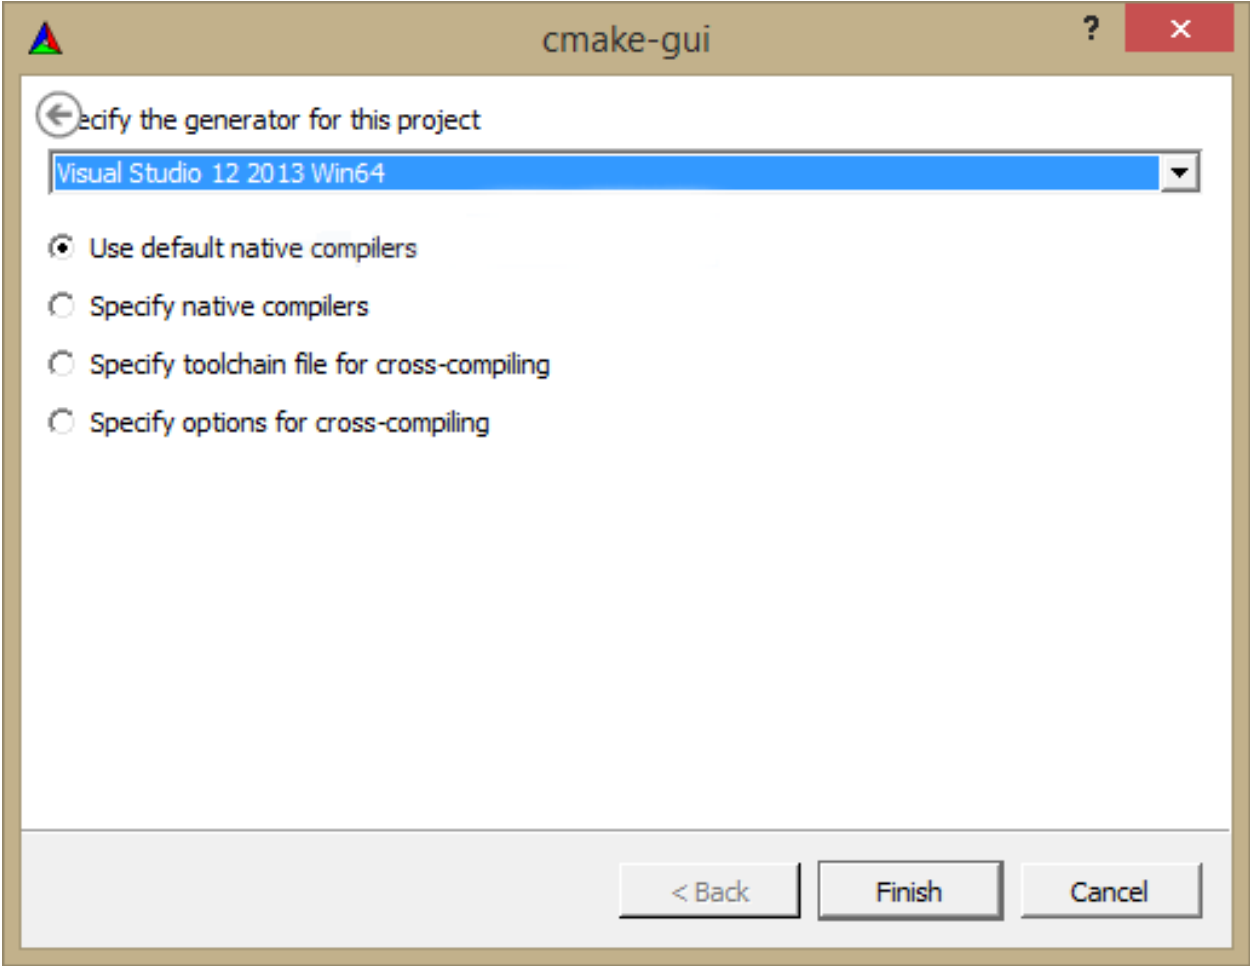 cmake-gui
?
ecify the generator for this project
Visual Studio 12 2013 Win64
Use default native compilers
Specify native compilers
Specify toolchain file for cross-compiling
Specify options for cross-compiling
< Back Finish Cancel